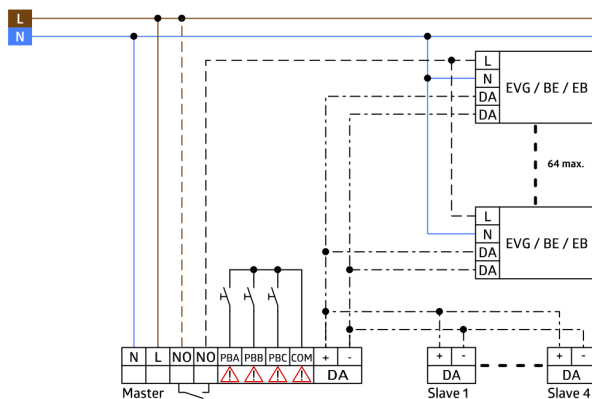 L
N
L
N EVG / BE / EB
DA
DA
64 max.
L
N EVG / BE / EB
DA
DA
N L NO NO PBA PBB PBC COM + -
DA
+ -
DA
+ -
DA
Master
Slave 1
Slave 4